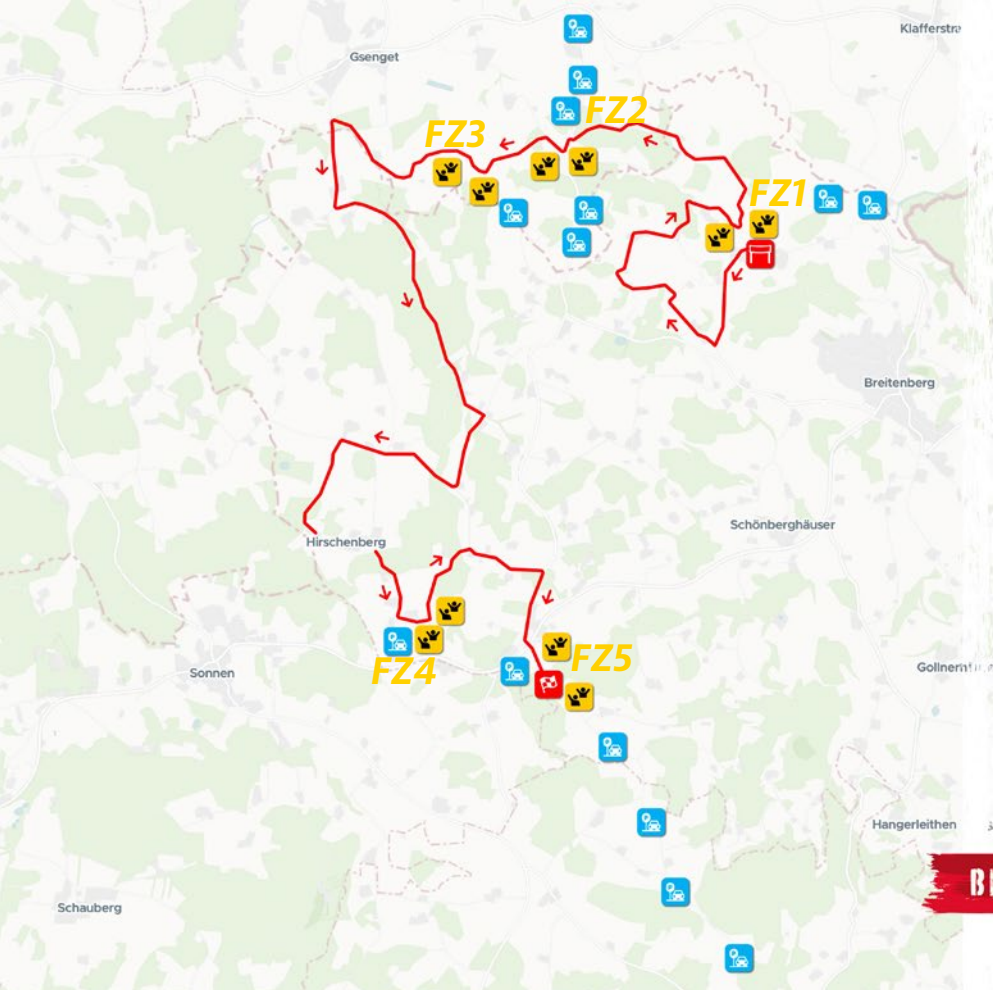 Klafferstra
Gsenget
FZ2
FZ3
FZ1
Breitenberg
Schönberghäuser
Hirschenberg
Sonnen
FZ4
FZ5
Hangerleithen
Schauberg